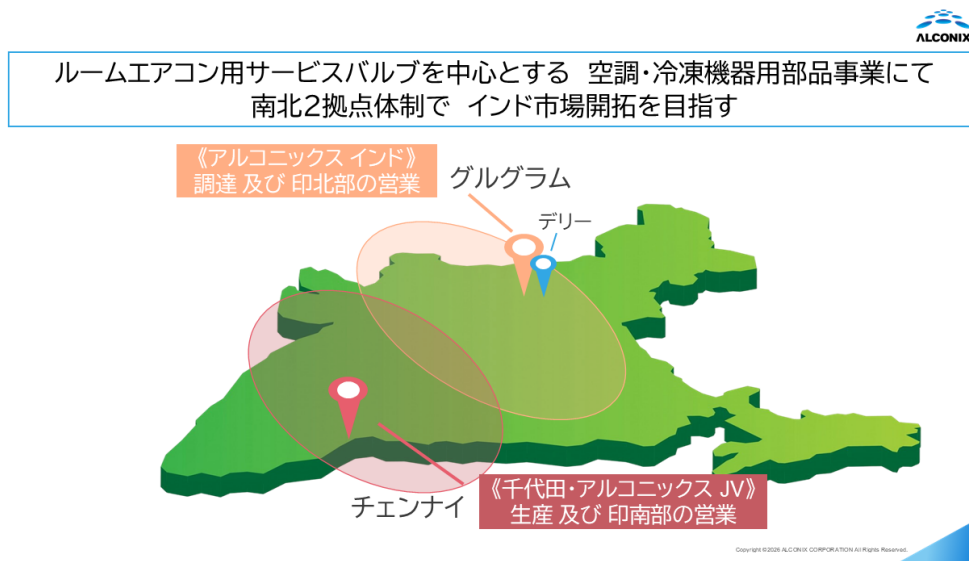 ALCONIX
ルームエアコン用サービスバルブを中心とする 空調・冷凍機器用部品事業にて
南北2拠点体制で インド市場開拓を目指す
《アルコニックス インド》
調達 及び 印北部の営業
グルグラム
デリー
チェンナイ
《千代田・アルコニックス JV》
生産 及び 印南部の営業
Copyright ©2026 ALCONIX CORPORATION All Rights Reserved.